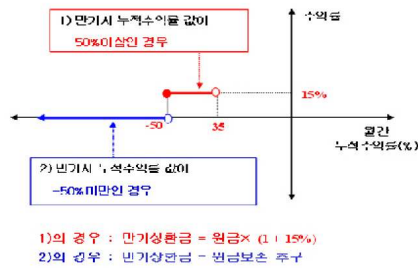 1) 만기시 누적수익률 값이
50%이상인 경우
수익률
15%
-50
35
월간
누적수익률(%)
2) 만기시 누적수익률 값이
-50%미만인 경우
1)의 경우 : 만기상환금 = 원금× (1 + 15%)
2)의 경우 : 만기상환금 = 원금보존 추구